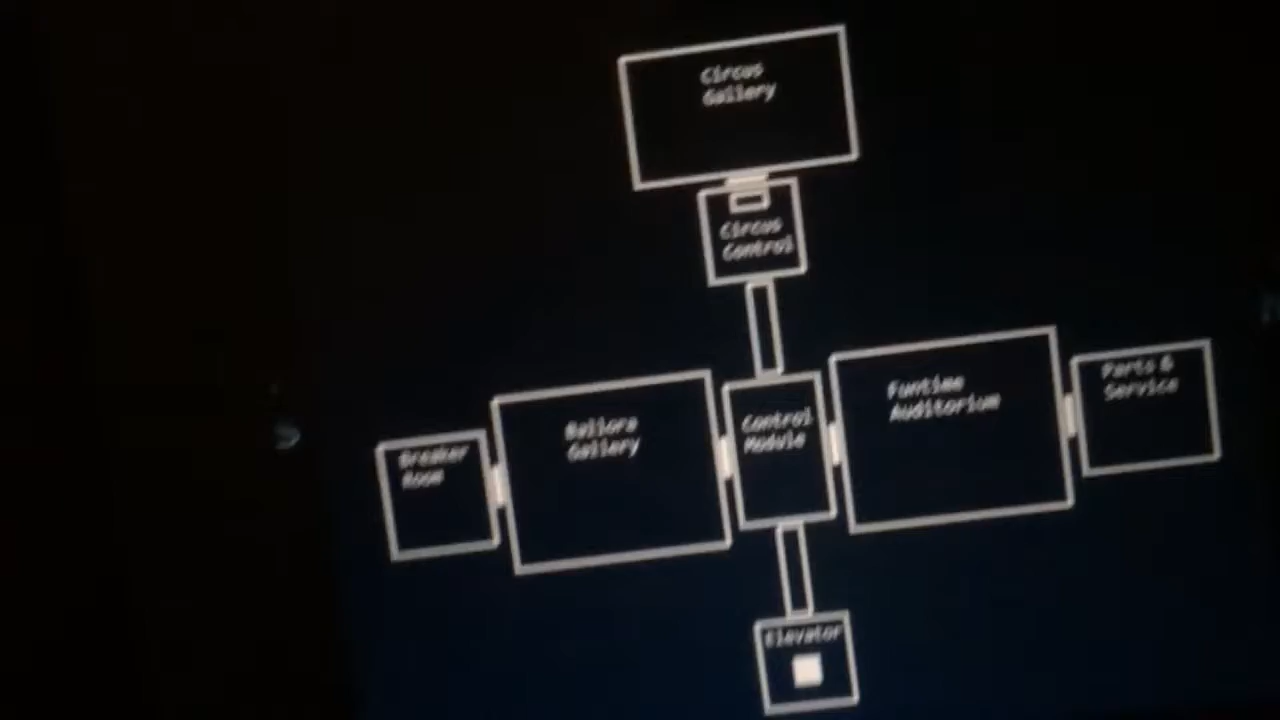 Circus
Gallery
Circus
Control
Breaker
Room
Ballora
Gallery
Control
Module
Funtime
Auditorium
Parts &
Service
Elevator